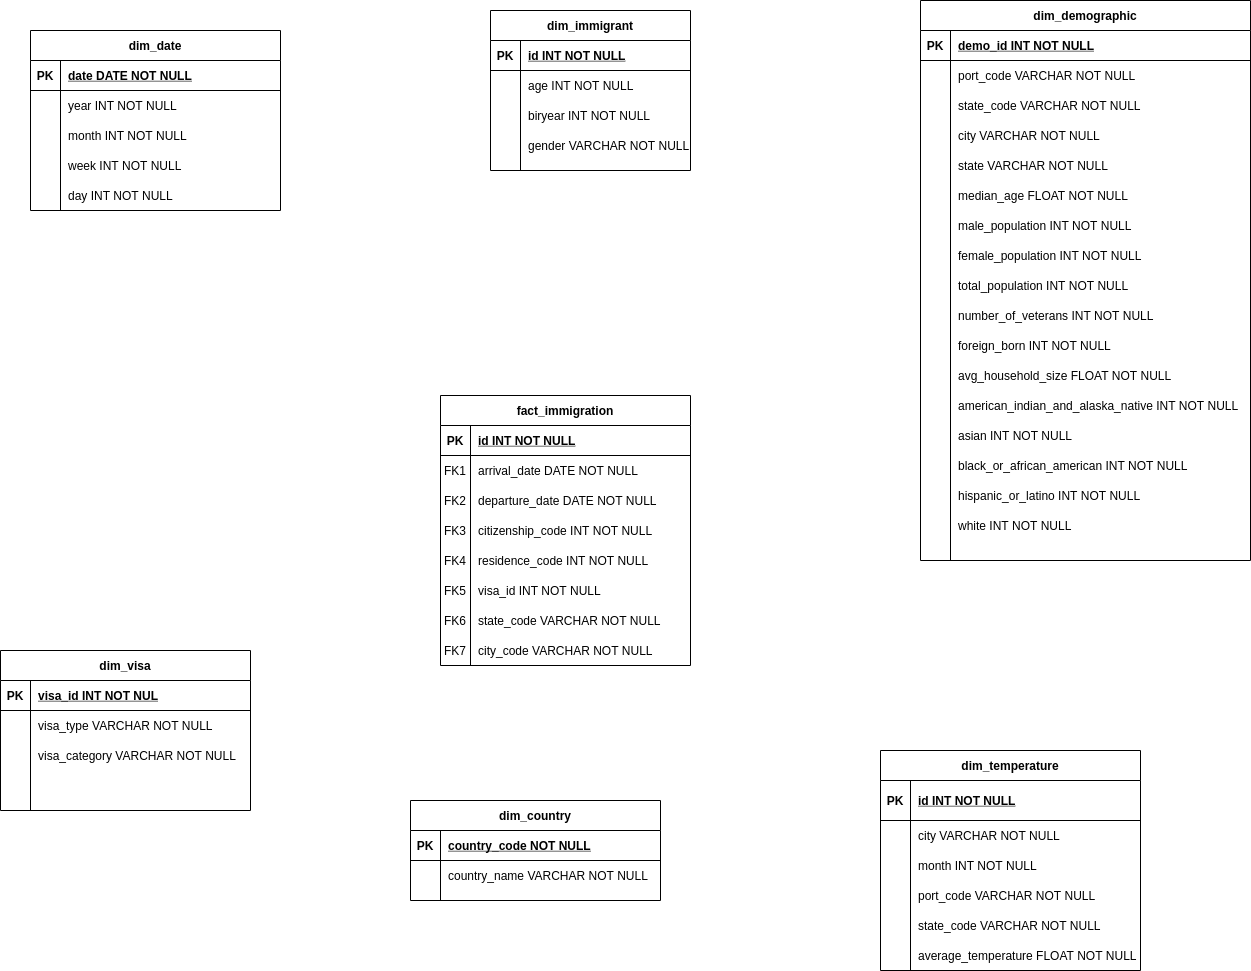 dim_date
PK date DATE NOT NULL
year INT NOT NULL
month INT NOT NULL
week INT NOT NULL
day INT NOT NULL
dim_immigrant
PK id INT NOT NULL
age INT NOT NULL
biryear INT NOT NULL
gender VARCHAR NOT NULL
dim_demographic
PK demo_id INT NOT NULL
port_code VARCHAR NOT NULL
state_code VARCHAR NOT NULL
city VARCHAR NOT NULL
state VARCHAR NOT NULL
median_age FLOAT NOT NULL
male_population INT NOT NULL
female_population INT NOT NULL
total_population INT NOT NULL
number_of_veterans INT NOT NULL
foreign_born INT NOT NULL
avg_household_size FLOAT NOT NULL
american_indian_and_alaska_native INT NOT NULL
asian INT NOT NULL
black_or_african_american INT NOT NULL
hispanic_or_latino INT NOT NULL
white INT NOT NULL
fact_immigration
PK id INT NOT NULL
FK1 arrival_date DATE NOT NULL
FK2 departure_date DATE NOT NULL
FK3 citizenship_code INT NOT NULL
FK4 residence_code INT NOT NULL
FK5 visa_id INT NOT NULL
FK6 state_code VARCHAR NOT NULL
FK7 city_code VARCHAR NOT NULL
dim_visa
PK visa_id INT NOT NUL
visa_type VARCHAR NOT NULL
visa_category VARCHAR NOT NULL
dim_country
PK country_code NOT NULL
country_name VARCHAR NOT NULL
dim_temperature
PK id INT NOT NULL
city VARCHAR NOT NULL
month INT NOT NULL
port_code VARCHAR NOT NULL
state_code VARCHAR NOT NULL
average_temperature FLOAT NOT NULL